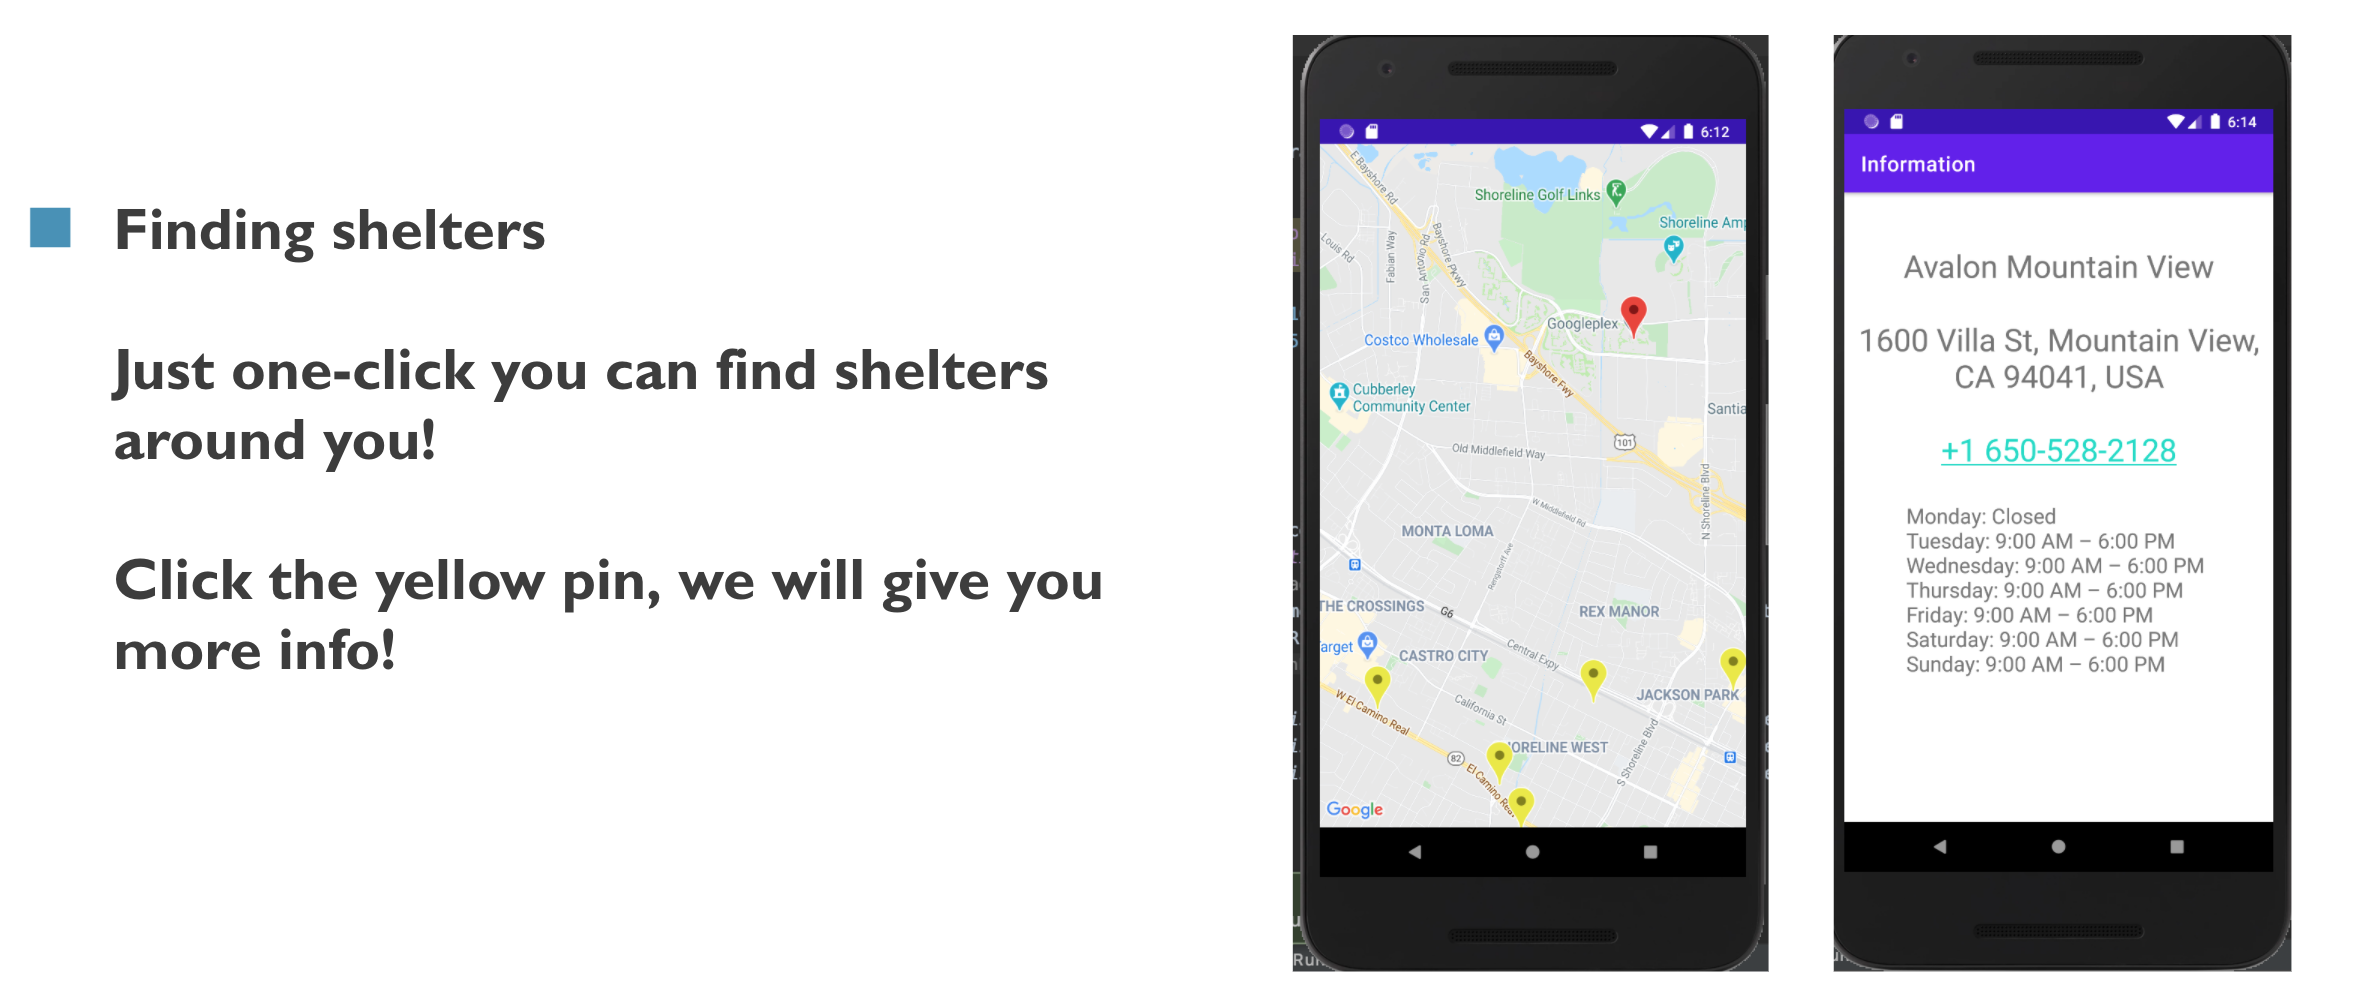 Finding shelters
Just one-click you can find shelters
around you!
Click the yellow pin, we will give you
more info!
6:12
E Bayshore Rd
Shoreline Golf Links
Shoreline Amp
Louis Rd
Fabian Way
San Antonio Rd
Bayshore Pkwy
Googleplex
Costco Wholesale
Bayshore Fwy
Cubberley
Community Center
Santia
101
Old Middlefield Way
N Shoreline Blvd
W Middlefield Rd
MONTA LOMA
Rengstorff Ave
THE CROSSINGS
G6
REX MANOR
arget
CASTRO CITY
Central Expy
JACKSON PARK
W El Camino Real
California St
ORELINE WEST
S Shoreline Blvd
82
El Camino Real
Google
6:14
Information
Avalon Mountain View
1600 Villa St, Mountain View,
CA 94041, USA
+1 650-528-2128
Monday: Closed
Tuesday: 9:00 AM – 6:00 PM
Wednesday: 9:00 AM – 6:00 PM
Thursday: 9:00 AM – 6:00 PM
Friday: 9:00 AM – 6:00 PM
Saturday: 9:00 AM – 6:00 PM
Sunday: 9:00 AM – 6:00 PM